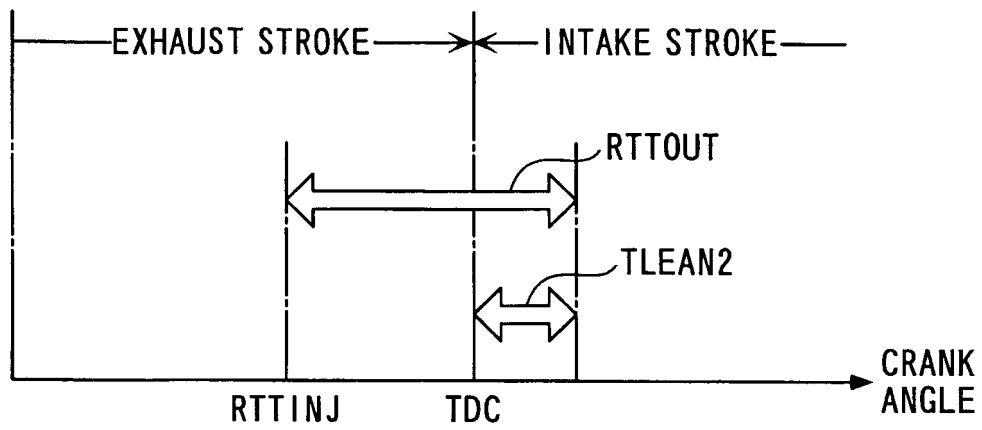 EXHAUST STROKE
INTAKE STROKE
RTTOUT
TLEAN2
CRANK
ANGLE
RTTINJ
TDC